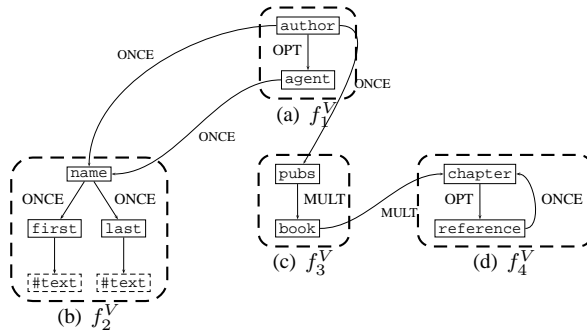 author
ONCE
OPT
agent
ONCE
ONCE
(a) f₁ⱽ
name
ONCE
ONCE
first
last
#text
#text
(b) f₂ⱽ
pubs
MULT
book
MULT
(c) f₃ⱽ
chapter
OPT
ONCE
reference
(d) f₄ⱽ